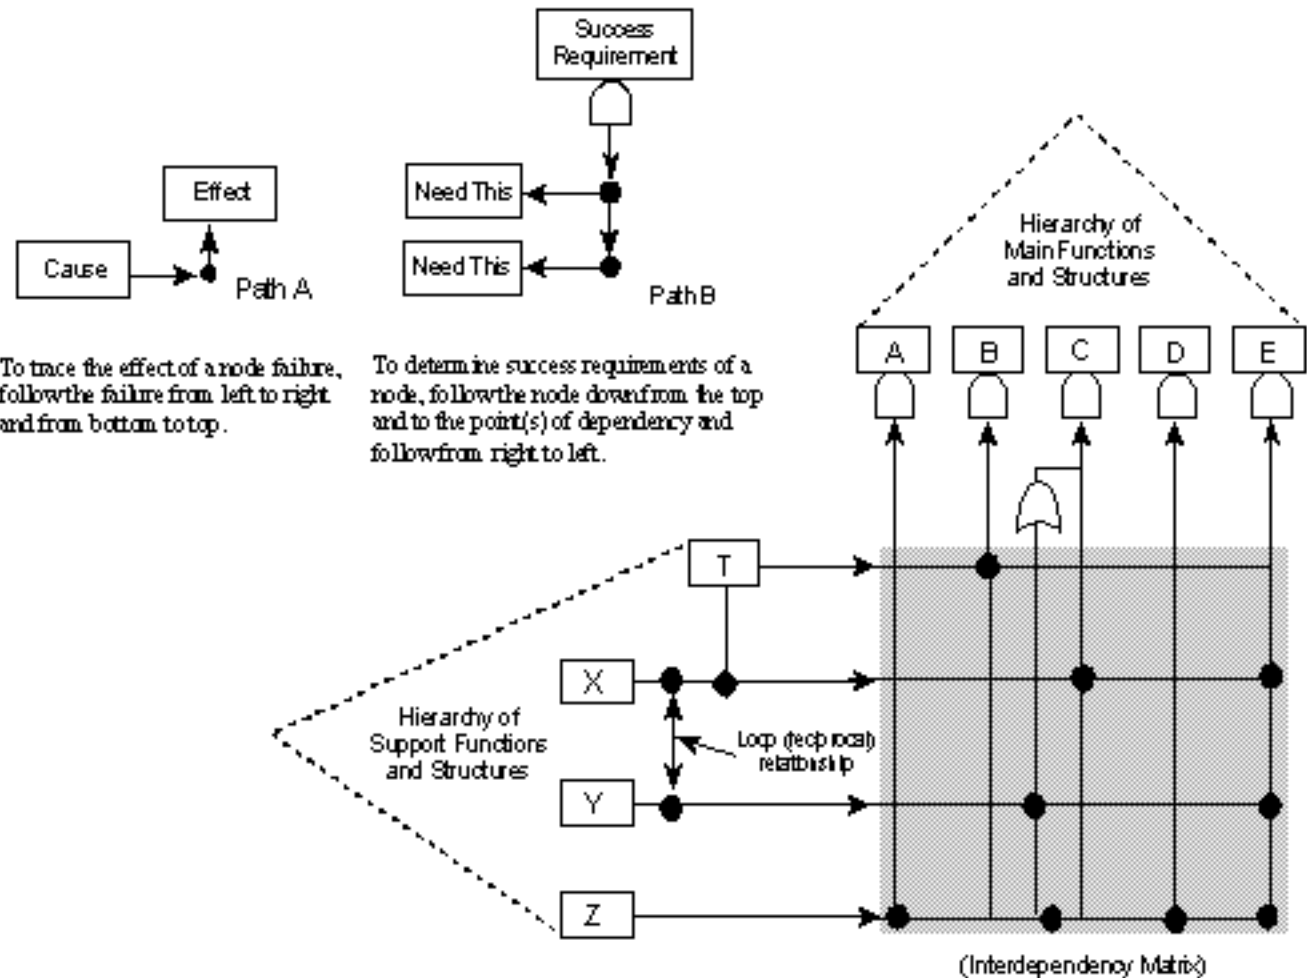 Success
Requirement
Effect
Need This
Cause
Need This
Path A
Path B
To trace the effect of a node failure,
follow the failure from left to right
and from bottom to top.
To determine success requirements of a
node, follow the node down from the top
and to the point(s) of dependency and
follow from right to left.
Hierarchy of
Main Functions
and Structures
A
B
C
D
E
T
X
Hierarchy of
Support Functions
and Structures
Loop (reciprocal)
relationship
Y
Z
(Interdependency Matrix)